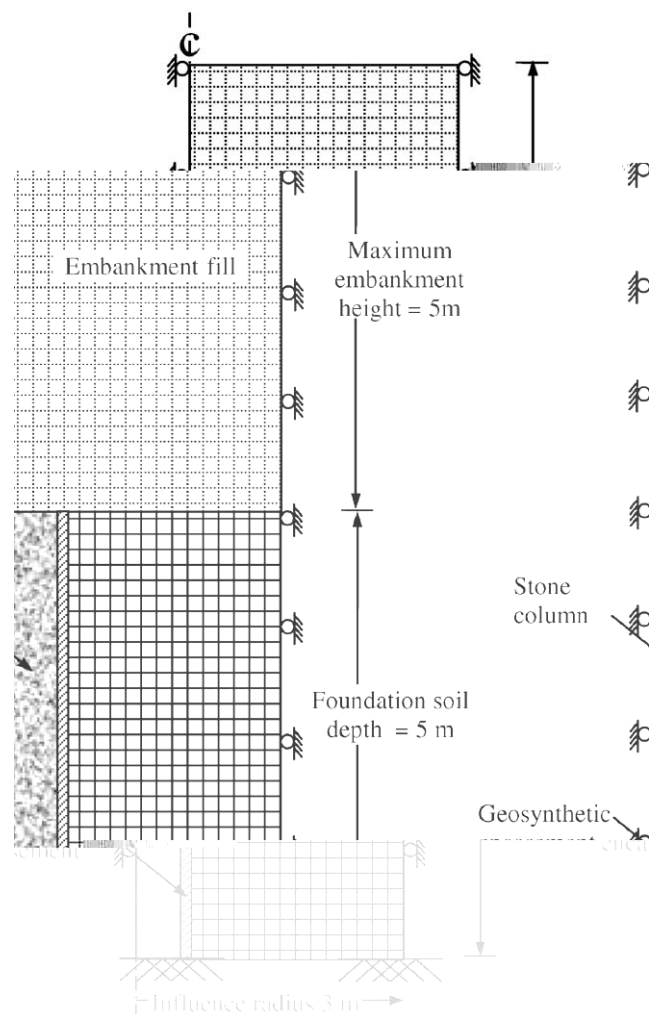 ℄
Embankment fill
Maximum
embankment
height = 5m
Stone
column
Foundation soil
depth = 5 m
Geosynthetic
Influence radius 3 m